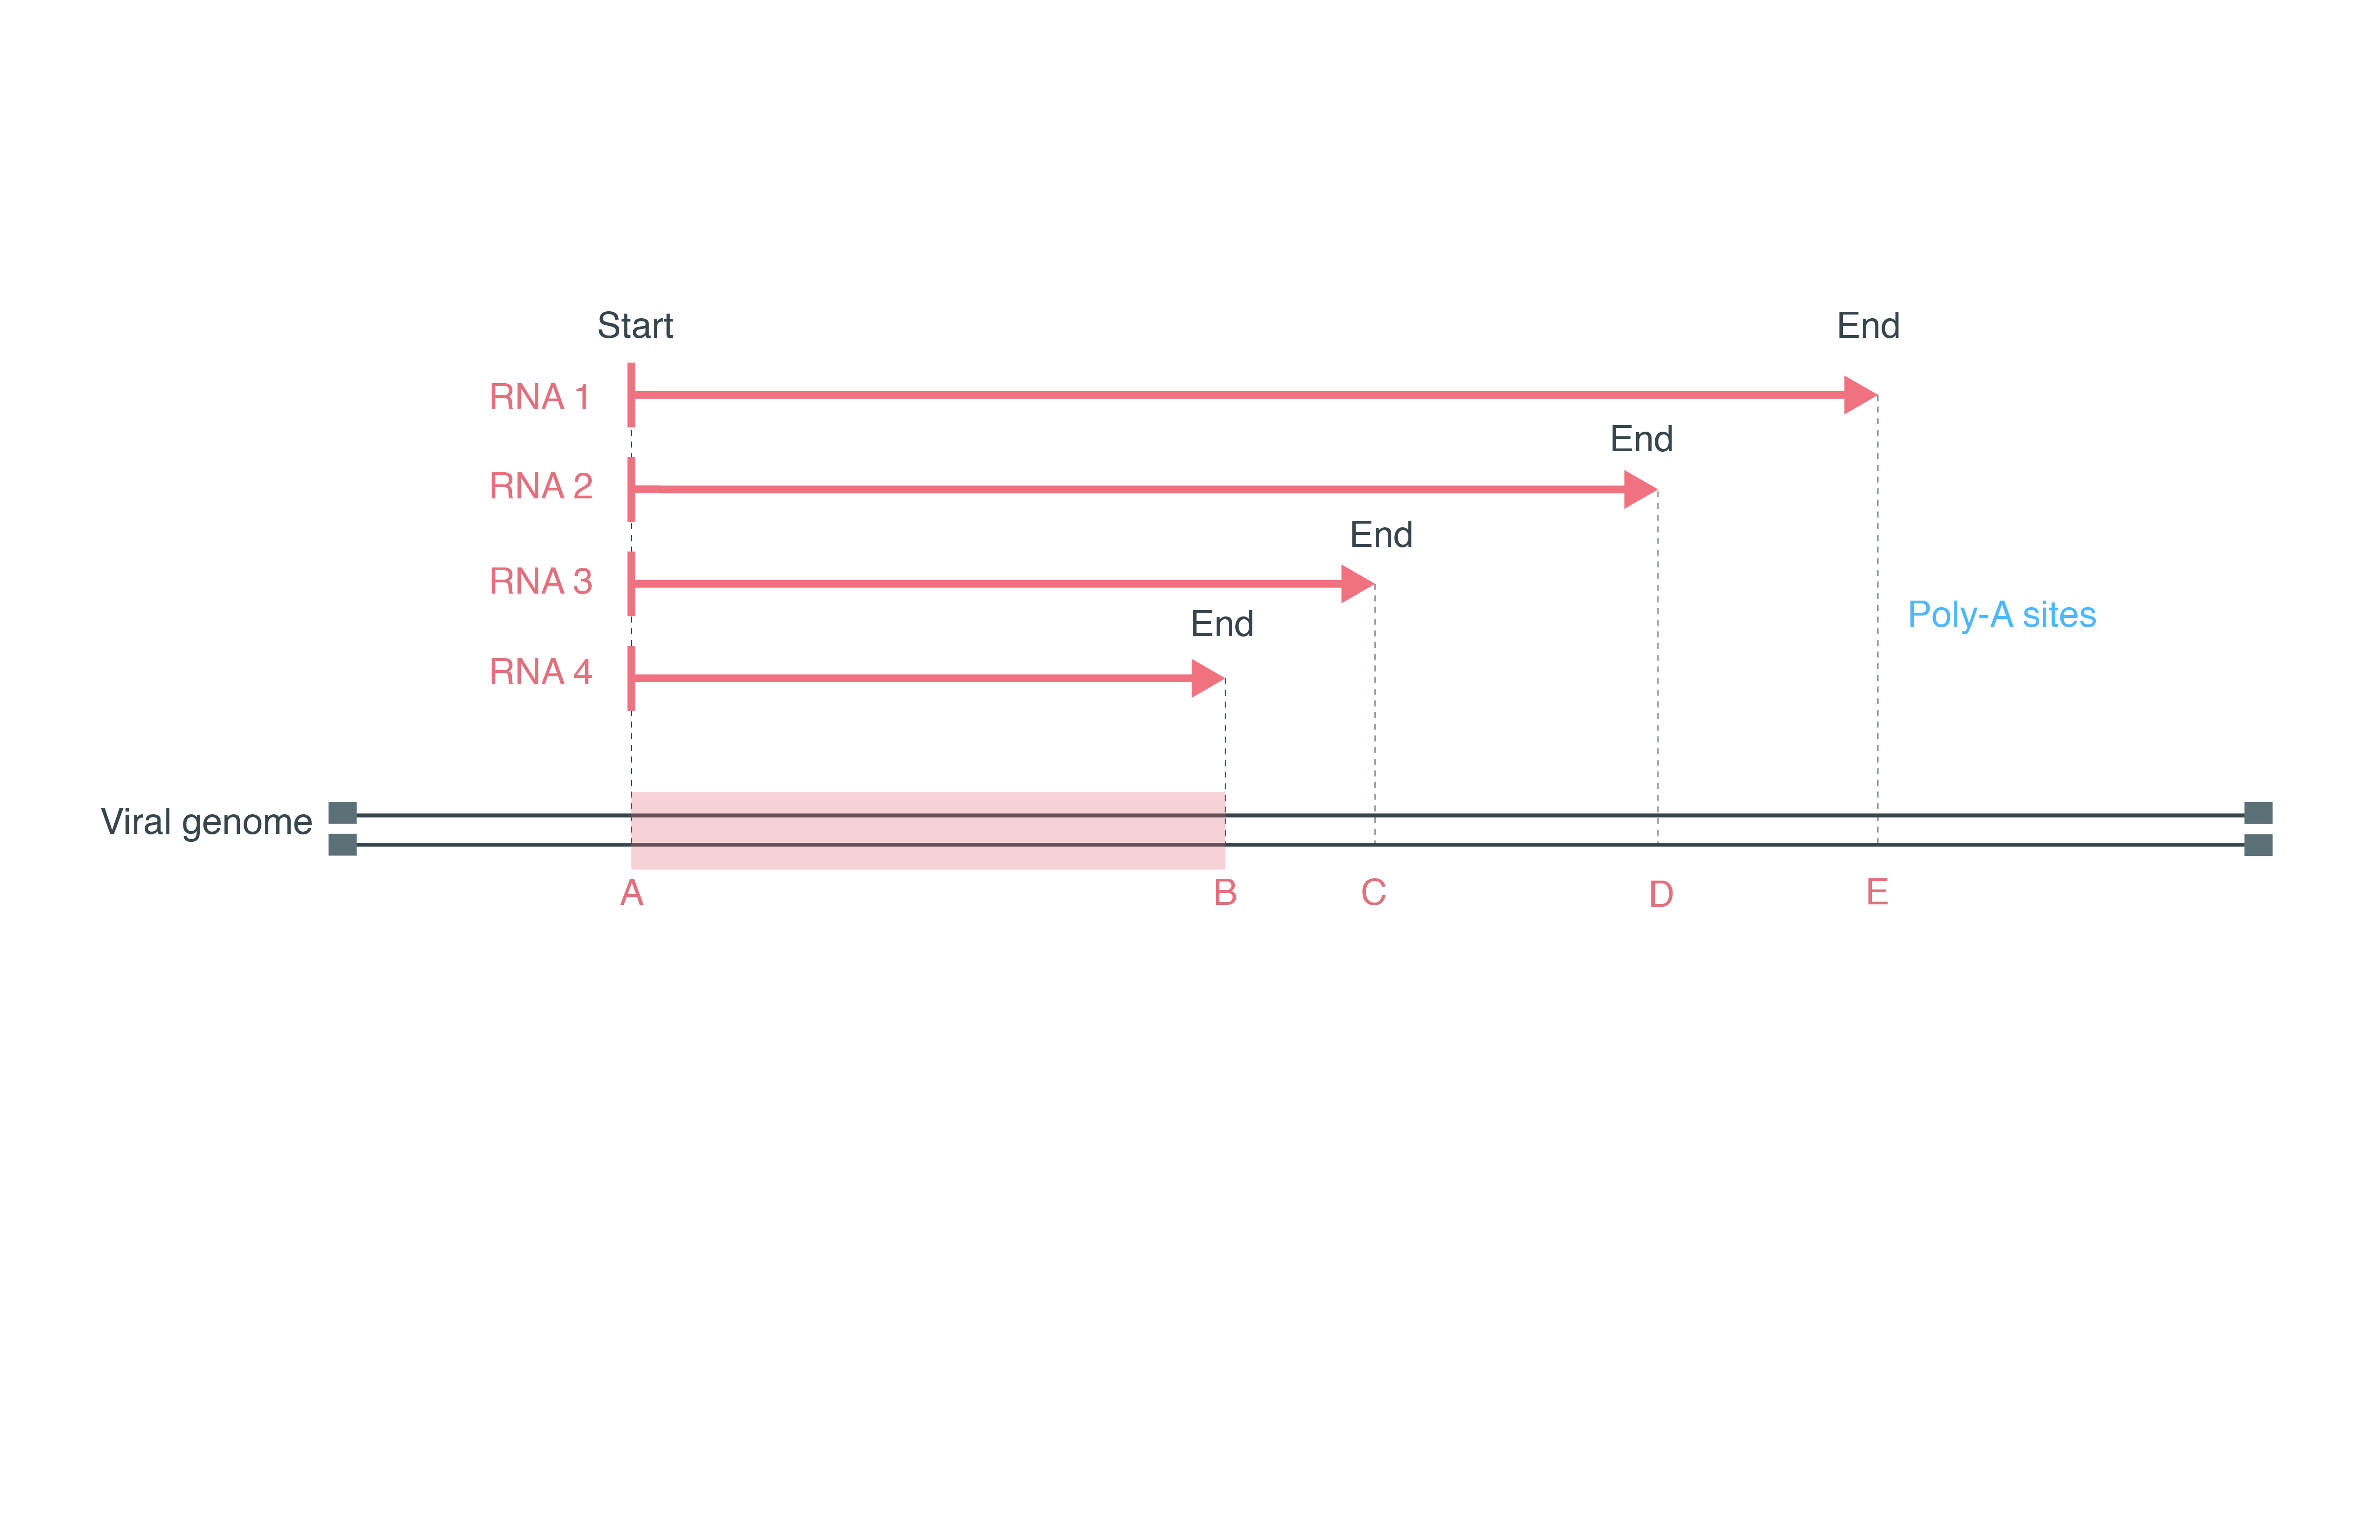 Start
End
RNA 1
End
RNA 2
End
RNA 3
End
Poly-A sites
RNA 4
Viral genome
A
B
C
D
E